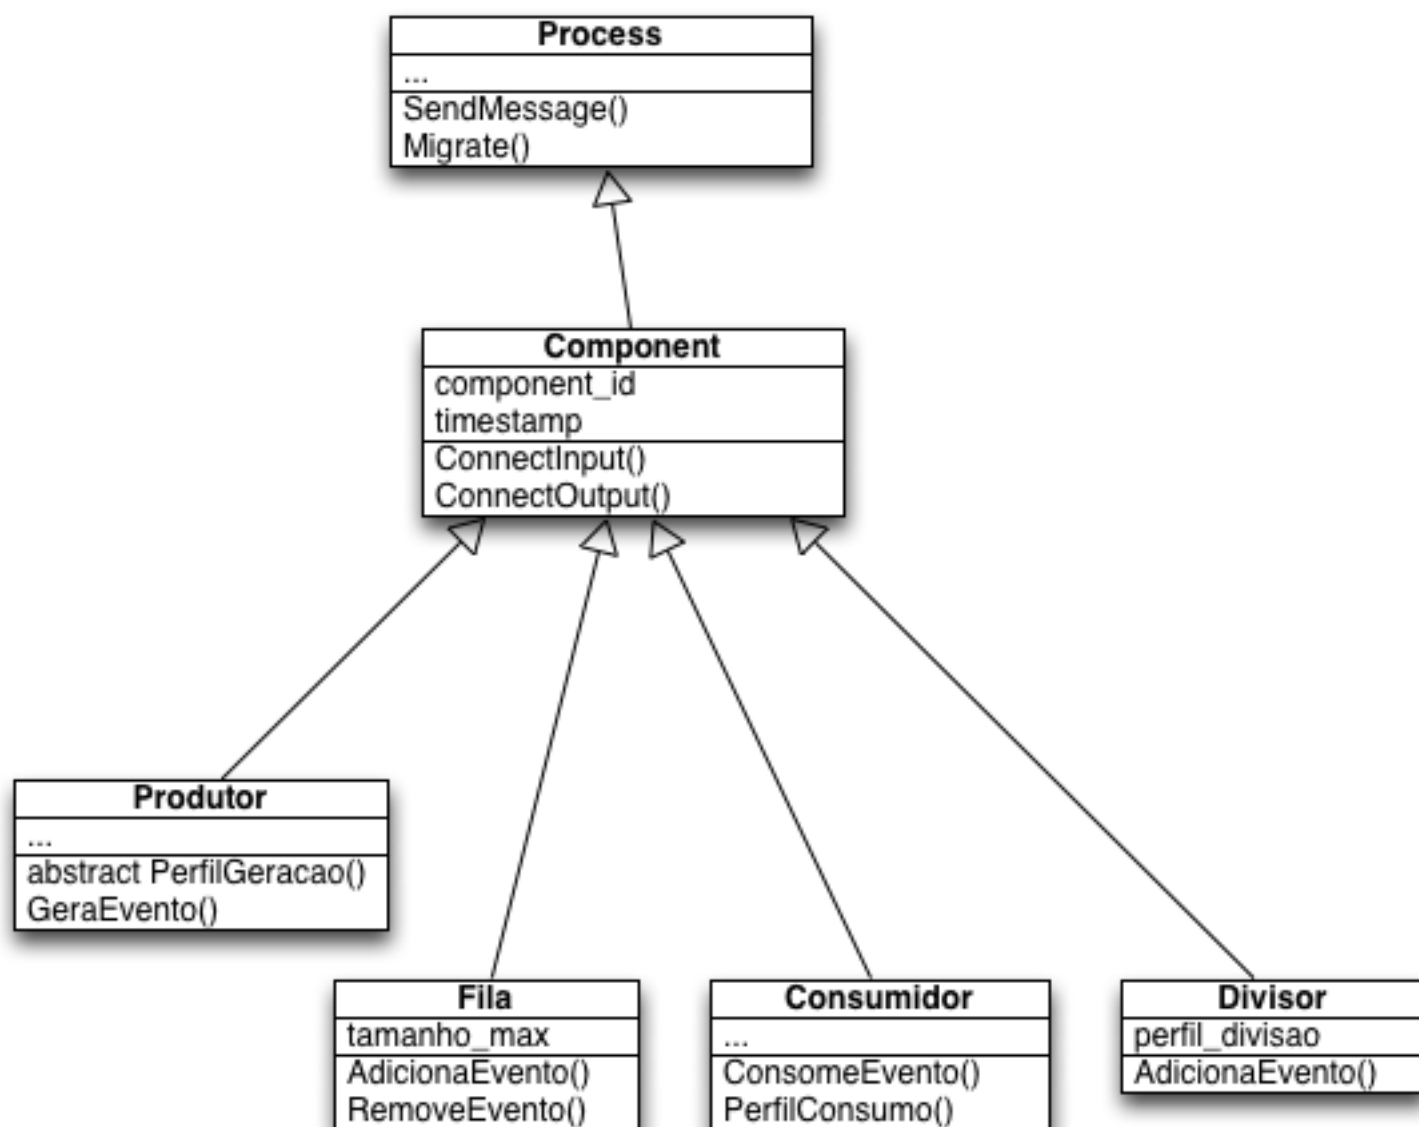 Process
...
SendMessage()
Migrate()
Component
component_id
timestamp
ConnectInput()
ConnectOutput()
Produtor
...
abstract PerfilGeracao()
GeraEvento()
Fila
tamanho_max
AdicionaEvento()
RemoveEvento()
Consumidor
...
ConsomeEvento()
PerfilConsumo()
Divisor
perfil_divisao
AdicionaEvento()